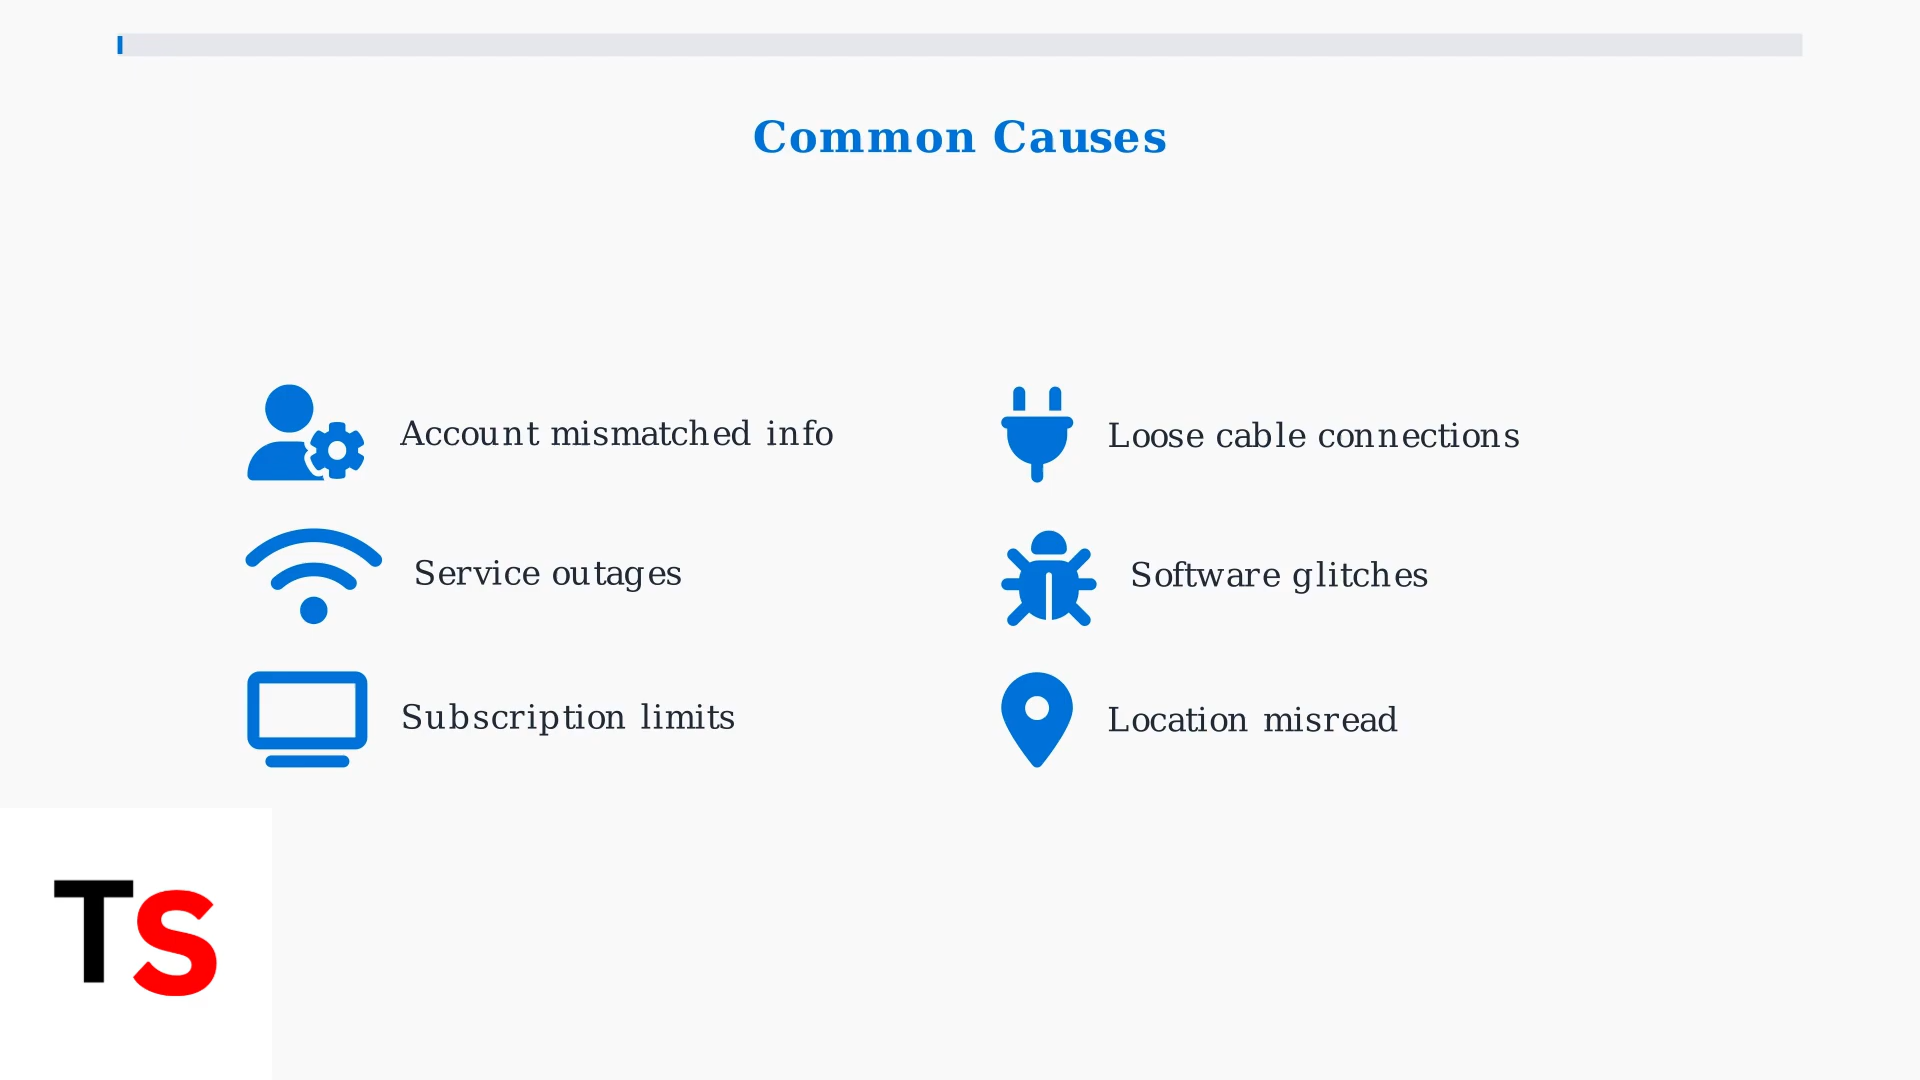 Common Causes
Account mismatched info
Loose cable connections
Service outages
Software glitches
Subscription limits
Location misread
TS